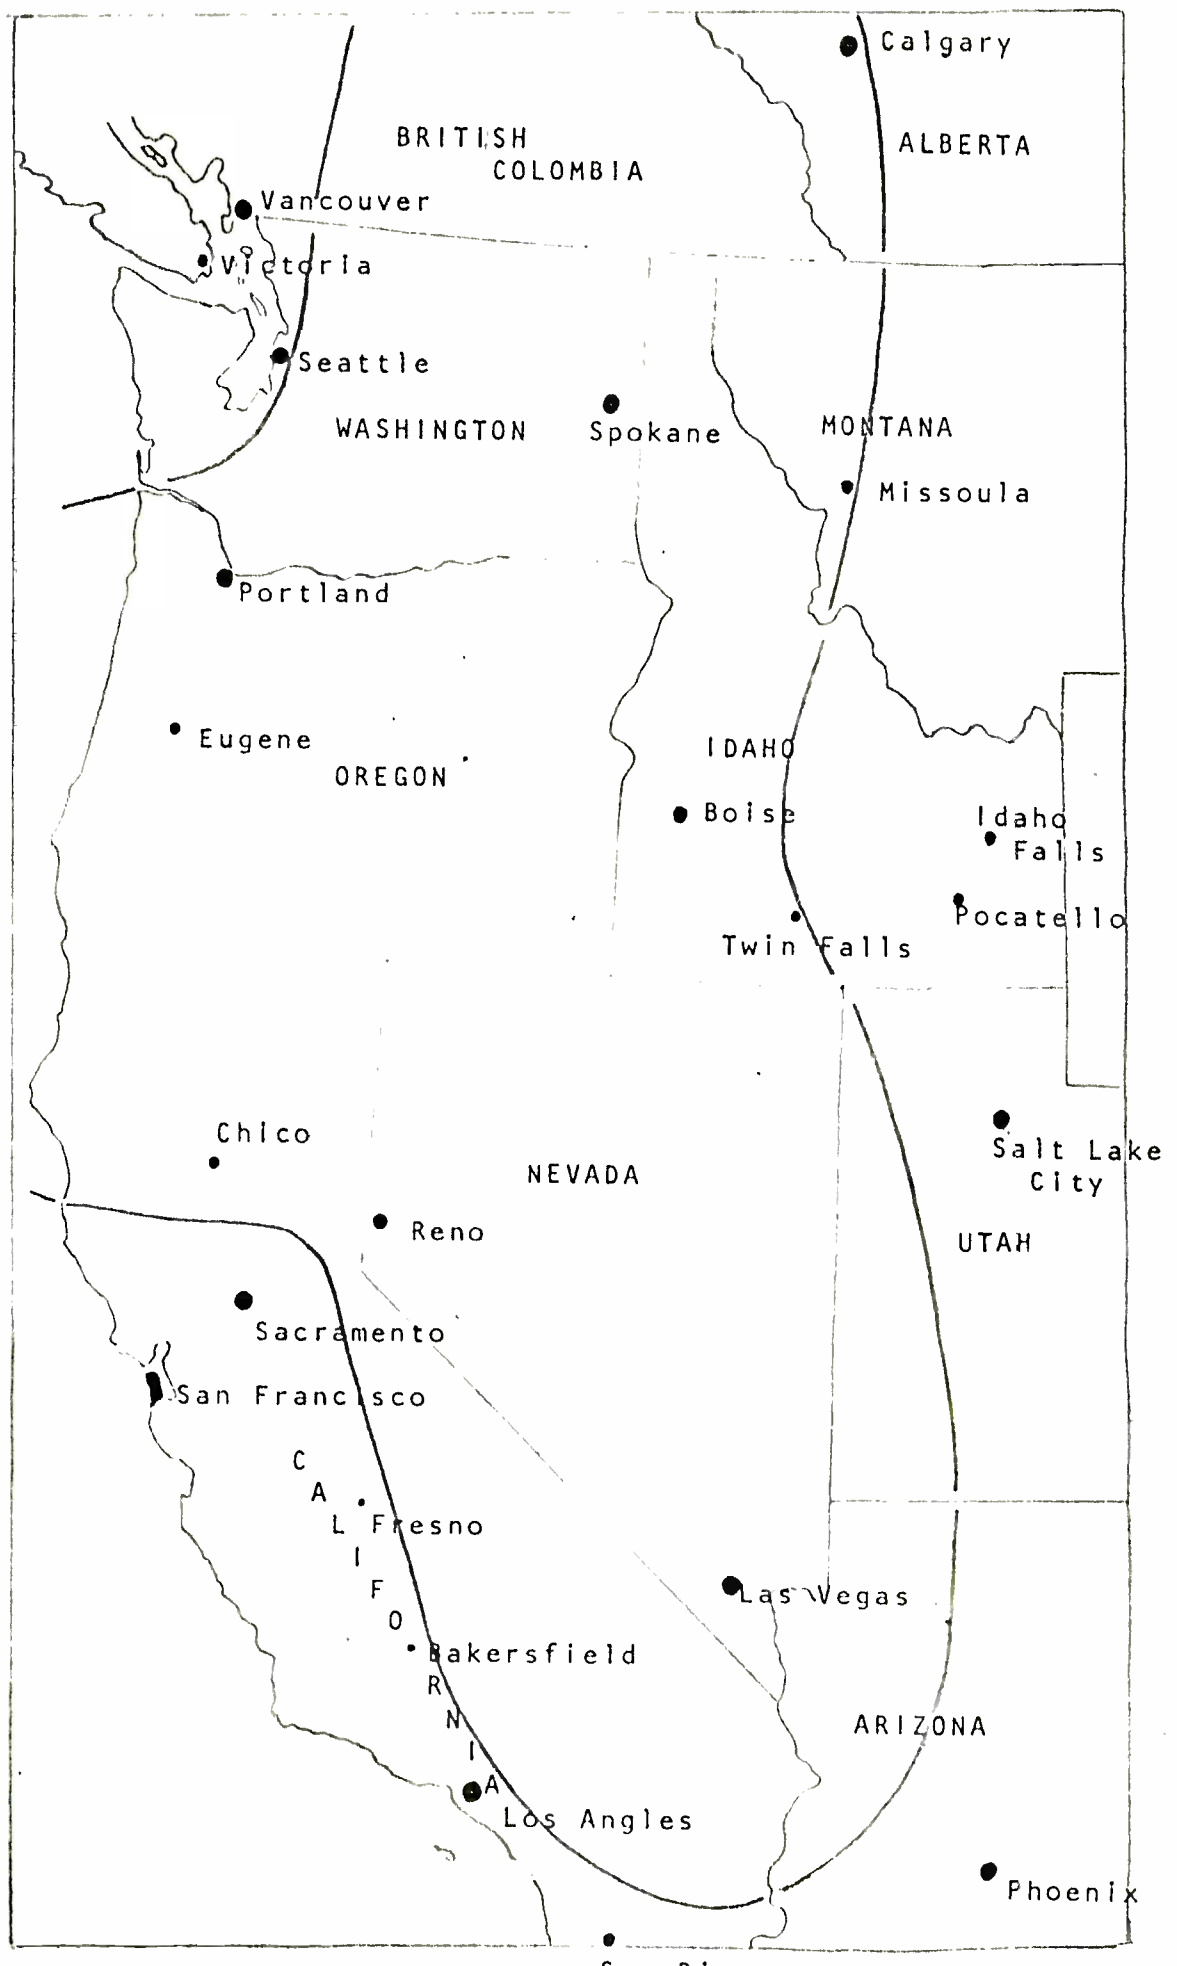 Calgary
BRITISH
COLOMBIA
ALBERTA
Vancouver
Victoria
Seattle
WASHINGTON
Spokane
MONTANA
Missoula
Portland
Eugene
OREGON
IDAHO
Boise
Idaho
Falls
Pocatello
Twin Falls
Chico
NEVADA
Salt Lake
City
Reno
UTAH
Sacramento
San Francisco
CALIFORNIA
Fresno
Las Vegas
Bakersfield
ARIZONA
Los Angles
Phoenix